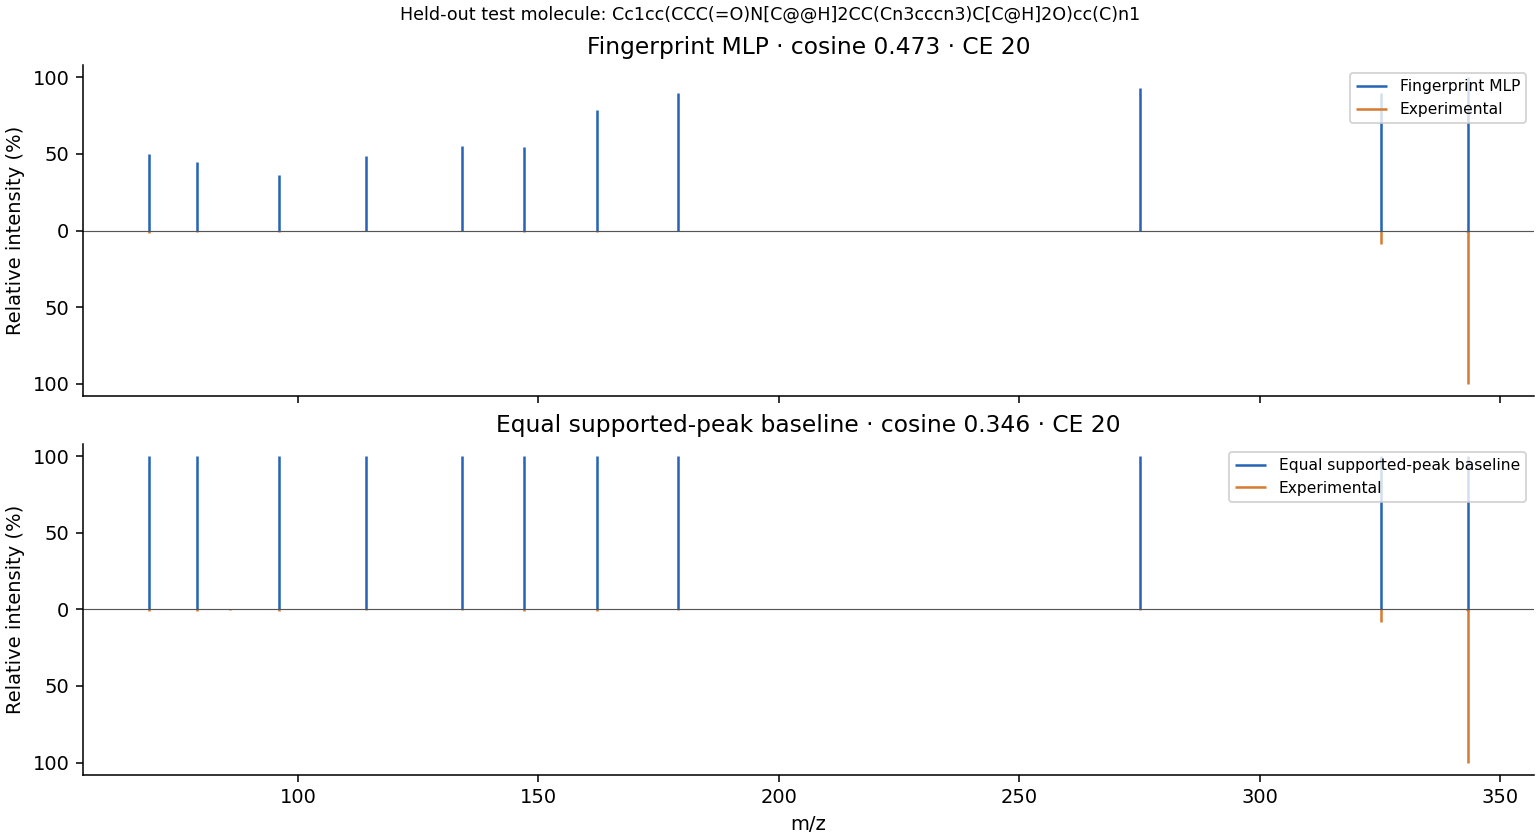 Held-out test molecule: Cc1cc(CCC(=O)N[C@@H]2CC(Cn3cccn3)C[C@H]2O)cc(C)n1
Fingerprint MLP · cosine 0.473 · CE 20
Relative intensity (%)
100
50
0
50
100
Fingerprint MLP
Experimental
Equal supported-peak baseline · cosine 0.346 · CE 20
Relative intensity (%)
100
50
0
50
100
Equal supported-peak baseline
Experimental
100 150 200 250 300 350
m/z